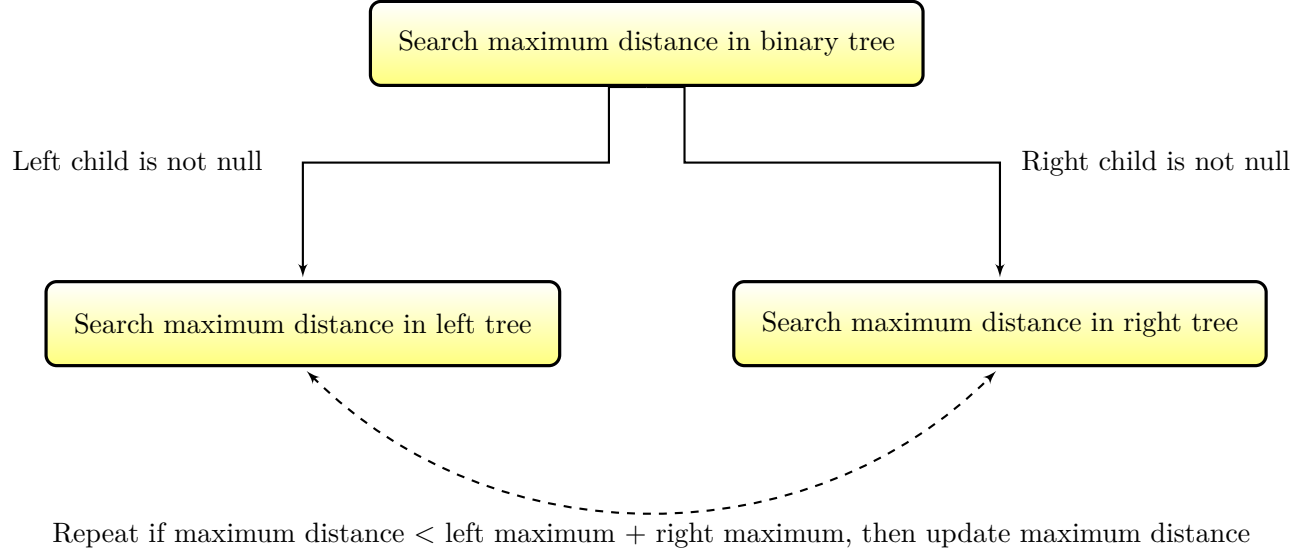 Search maximum distance in binary tree
Left child is not null
Right child is not null
Search maximum distance in left tree
Search maximum distance in right tree
Repeat if maximum distance < left maximum + right maximum, then update maximum distance